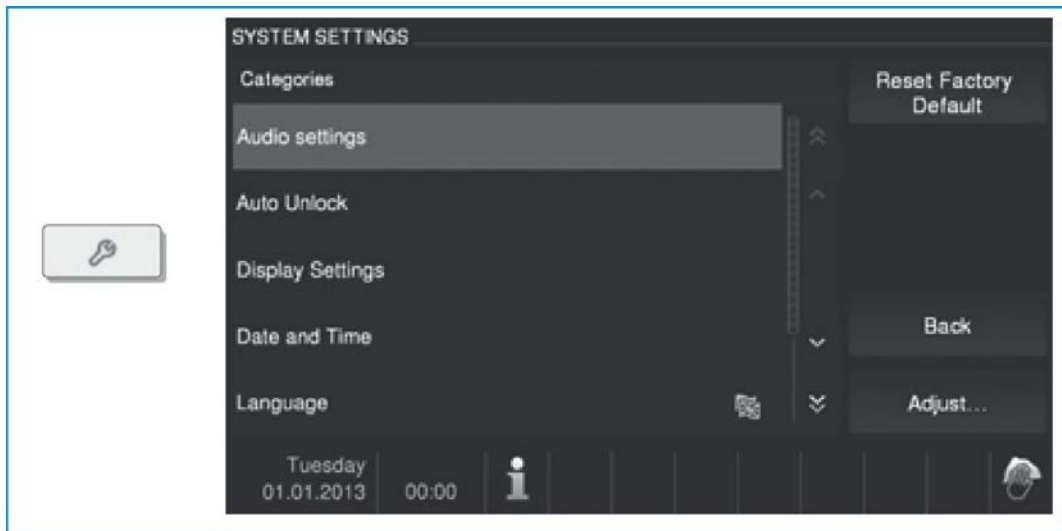 SYSTEM SETTINGS
Categories
Reset Factory
Default
Audio settings
Auto Unlock
Display Settings
Date and Time
Back
Language
Adjust...
Tuesday
01.01.2013
00:00